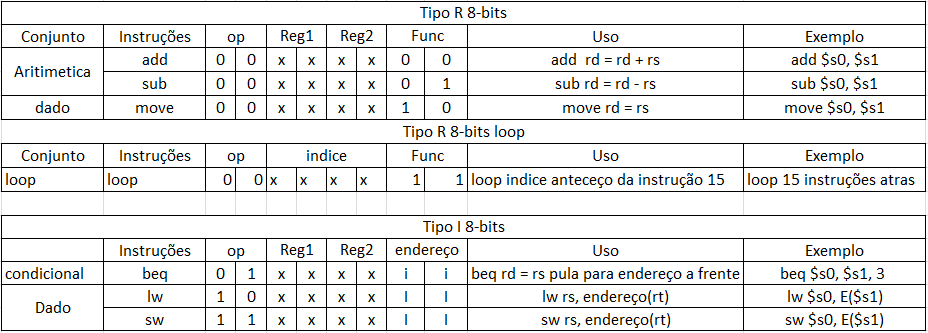 Tipo R 8-bits
Conjunto Instruções op Reg1 Reg2 Func Uso Exemplo
Aritimetica add 0 0 x x x x 0 0 add rd = rd + rs add $s0, $s1
sub 0 0 x x x x 0 1 sub rd = rd - rs sub $s0, $s1
dado move 0 0 x x x x 1 0 move rd = rs move $s0, $s1
Tipo R 8-bits loop
Conjunto Instruções op indice Func Uso Exemplo
loop loop 0 0 x x x x 1 1 loop indice anteceço da instrução 15 loop 15 instruções atras
Tipo I 8-bits
Instruções op Reg1 Reg2 endereço Uso Exemplo
condicional beq 0 1 x x x x i i beq rd = rs pula para endereço a frente beq $s0, $s1, 3
Dado lw 1 0 x x x x I I lw rs, endereço(rt) lw $s0, E($s1)
sw 1 1 x x x x I I sw rs, endereço(rt) sw $s0, E($s1)